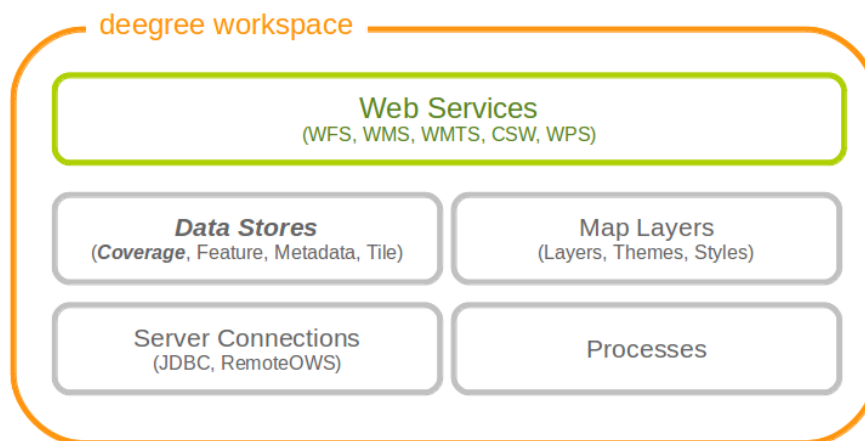 deegree workspace
Web Services
(WFS, WMS, WMTS, CSW, WPS)
Data Stores
(Coverage, Feature, Metadata, Tile)
Map Layers
(Layers, Themes, Styles)
Server Connections
(JDBC, RemoteOWS)
Processes